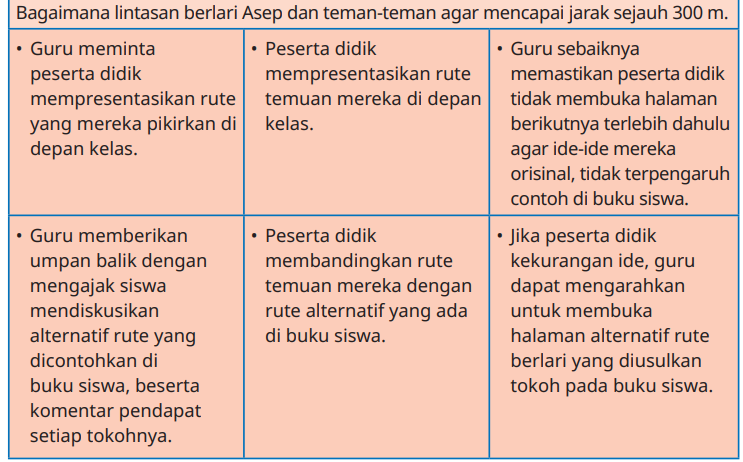 Bagaimana lintasan berlari Asep dan teman-teman agar mencapai jarak sejauh 300 m.
• Guru meminta
peserta didik
mempresentasikan rute
yang mereka pikirkan di
depan kelas.
• Peserta didik
mempresentasikan rute
temuan mereka di depan
kelas.
• Guru sebaiknya
memastikan peserta didik
tidak membuka halaman
berikutnya terlebih dahulu
agar ide-ide mereka
orisinal, tidak terpengaruh
contoh di buku siswa.
• Guru memberikan
umpan balik dengan
mengajak siswa
mendiskusikan
alternatif rute yang
dicontohkan di
buku siswa, beserta
komentar pendapat
setiap tokohnya.
• Peserta didik
membandingkan rute
temuan mereka dengan
rute alternatif yang ada
di buku siswa.
• Jika peserta didik
kekurangan ide, guru
dapat mengarahkan
untuk membuka
halaman alternatif rute
berlari yang diusulkan
tokoh pada buku siswa.